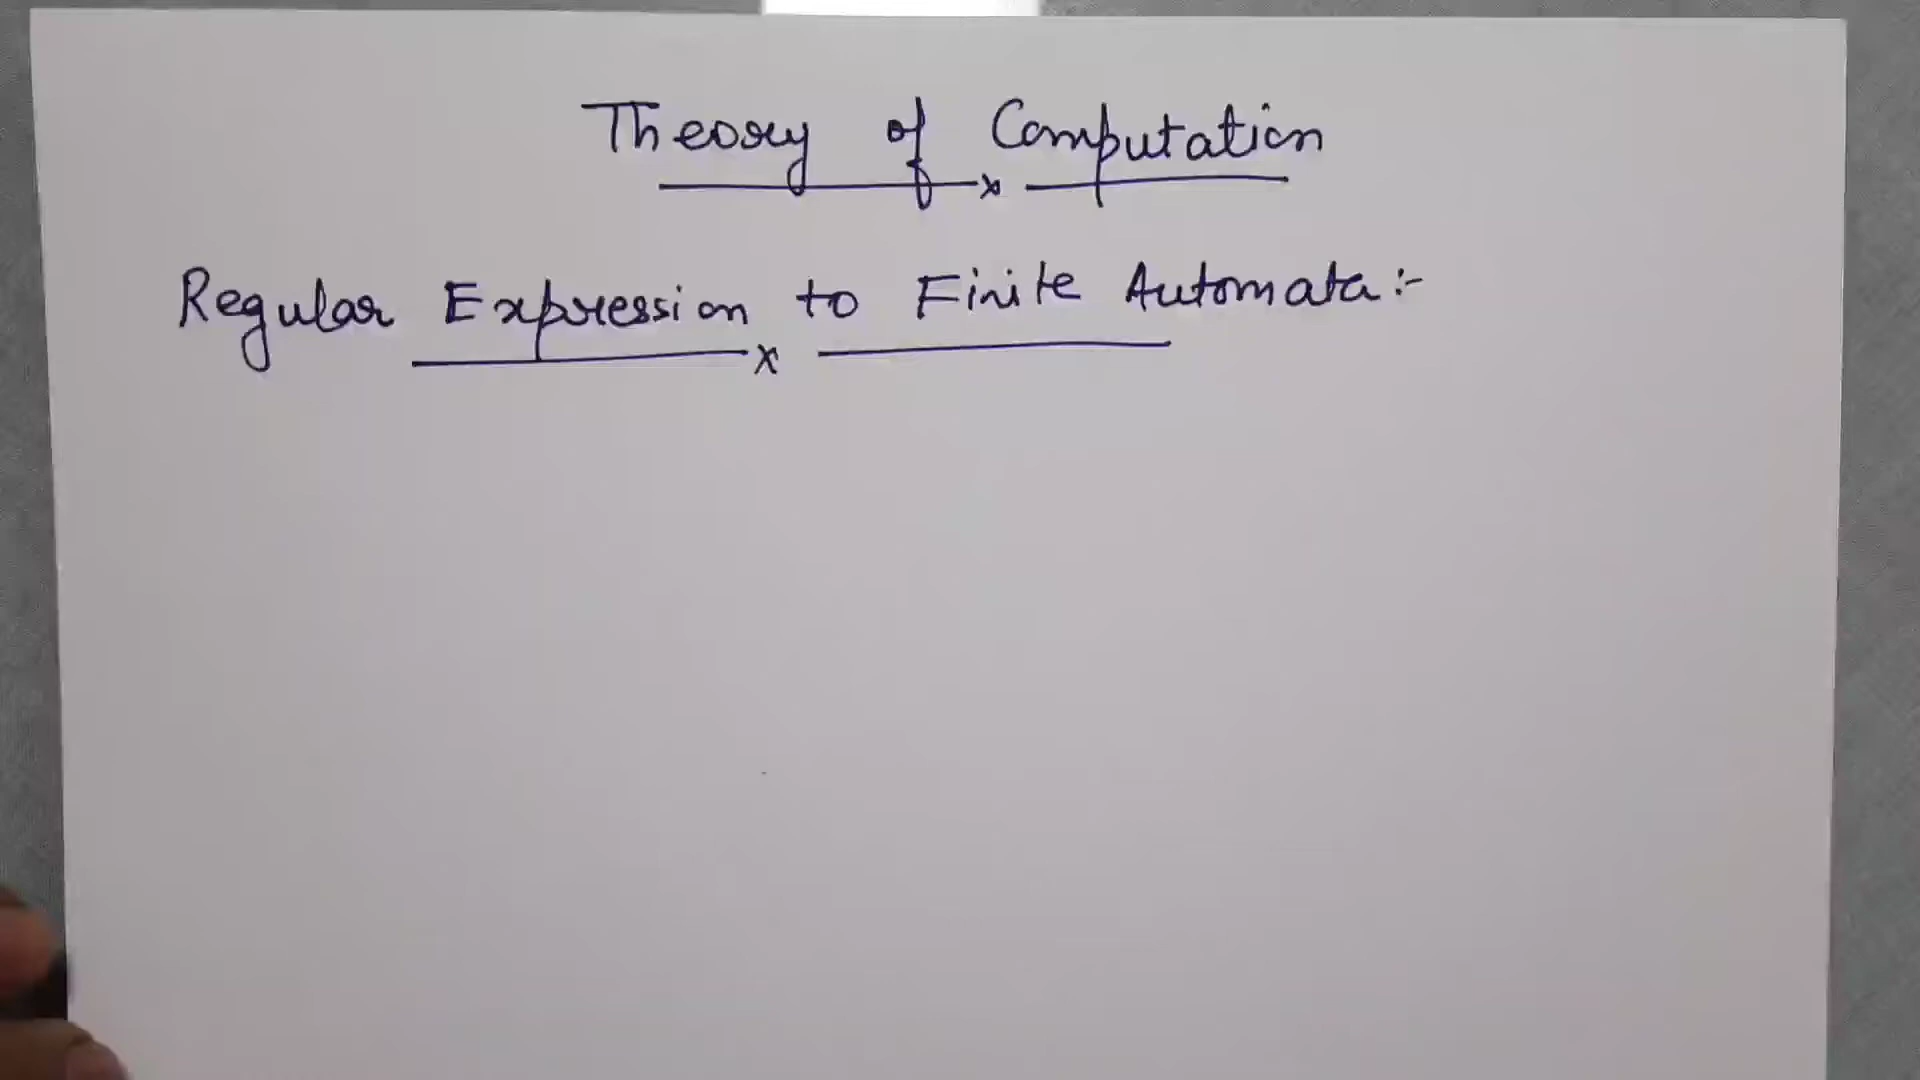 Theory of Computation
Regular Expression to Finite Automata :-